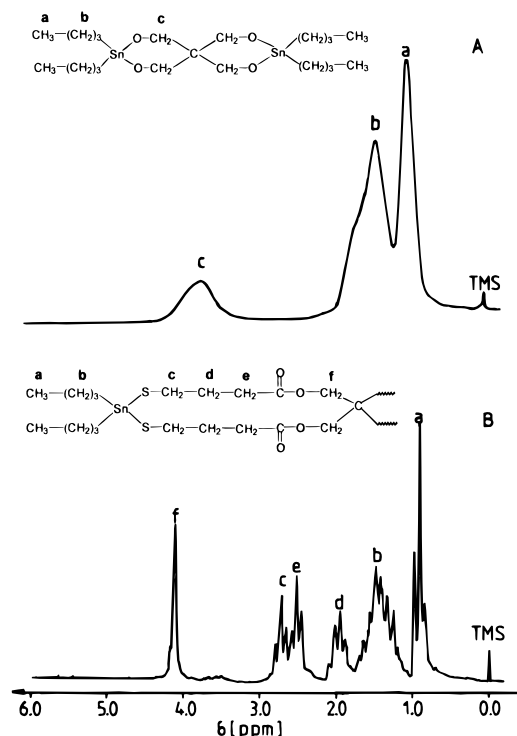 a b c
CH₃—(CH₂)₃ O—CH₂ CH₂—O (CH₂)₃—CH₃
Sn C Sn
CH₃—(CH₂)₃ O—CH₂ CH₂—O (CH₂)₃—CH₃
A
a
b
c
TMS
a b c d e f
O
CH₃—(CH₂)₃ S—CH₂—CH₂—CH₂—C—O—CH₂
Sn C
CH₃—(CH₂)₃ S—CH₂—CH₂—CH₂—C—O—CH₂
O
B
a
f
c e d b
TMS
6.0 5.0 4.0 3.0 2.0 1.0 0.0
δ [ppm]